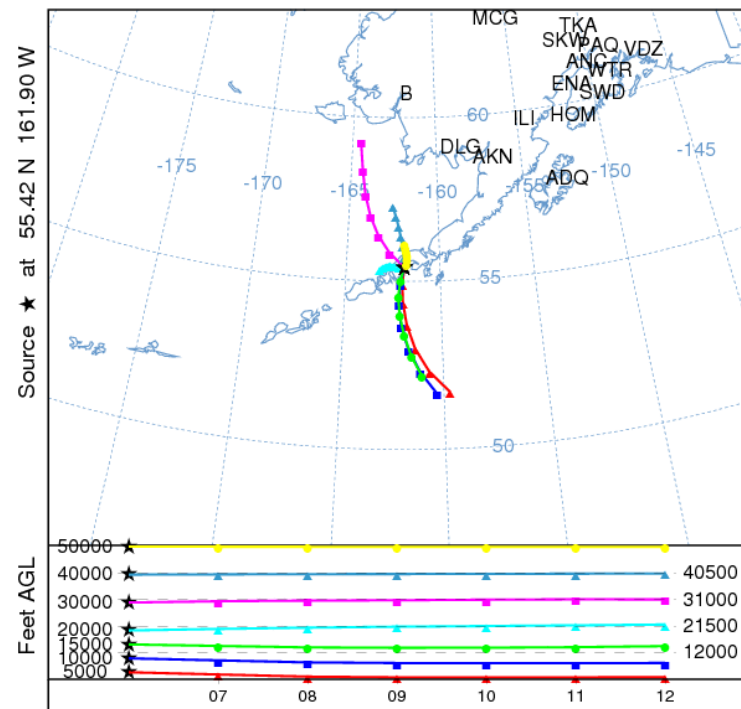 Source ★ at 55.42 N 161.90 W
MCG
TKA
SKW
PAQ
VDZ
ANC
WTR
ENA
SWD
B
60
ILI
HOM
DLG
AKN
-145
-150
-155
ADQ
-160
-165
-170
-175
55
50
Feet AGL
50000
40000
40500
30000
31000
20000
21500
15000
12000
10000
5000
07 08 09 10 11 12